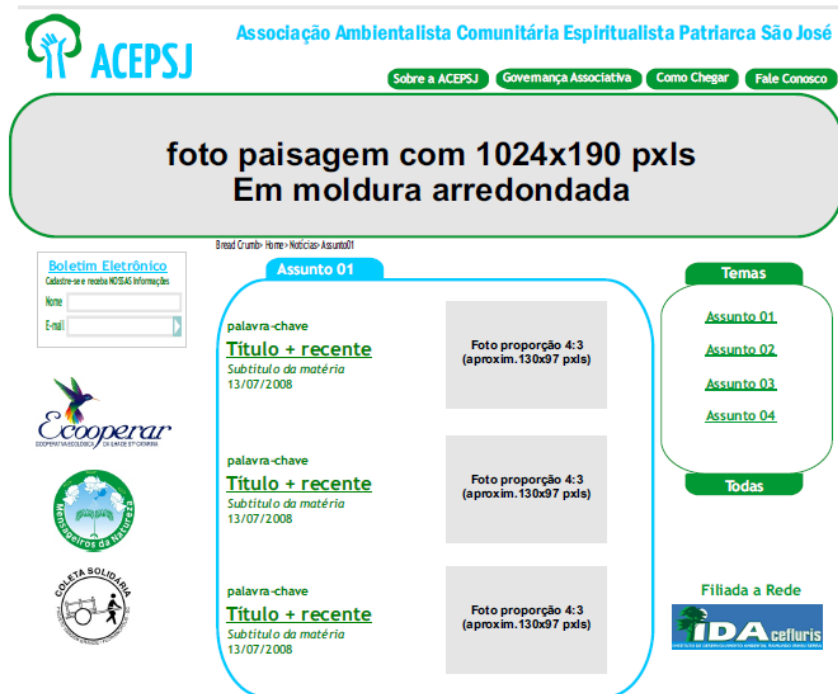 ACEPSJ
Associação Ambientalista Comunitária Espiritualista Patriarca São José
Sobre a ACEPSJ
Governança Associativa
Como Chegar
Fale Conosco
foto paisagem com 1024x190 pxls
Em moldura arredondada
Bread Crumb> Home> Notícias> Assunto01
Boletim Eletrônico
Cadastre-se e receba NOSSAS Informações
Nome
E-mail
Ecooperar
Mensageiros da Natureza
COLETA SOLIDÁRIA
Assunto 01
palavra-chave
Título + recente
Subtítulo da matéria
13/07/2008
Foto proporção 4:3
(aproxim.130x97 pxls)
palavra-chave
Título + recente
Subtítulo da matéria
13/07/2008
Foto proporção 4:3
(aproxim.130x97 pxls)
palavra-chave
Título + recente
Subtítulo da matéria
13/07/2008
Foto proporção 4:3
(aproxim.130x97 pxls)
Temas
Assunto 01
Assunto 02
Assunto 03
Assunto 04
Todas
Filiada a Rede
IDA cefluris